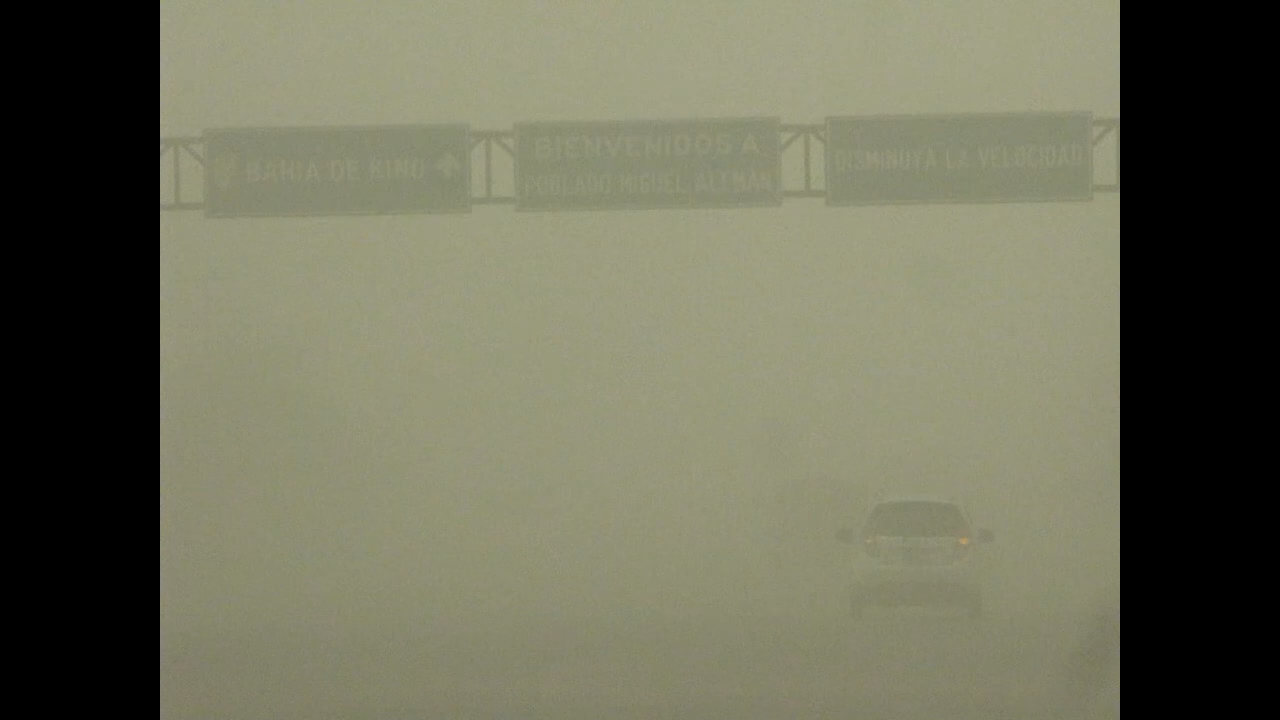 BAHIA DE KINO
BIENVENIDOS A
POBLADO MIGUEL ALEMAN
DISMINUYA LA VELOCIDAD